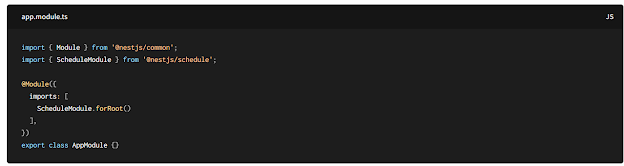 app.module.ts
JS
import { Module } from '@nestjs/common';
import { ScheduleModule } from '@nestjs/schedule';
@Module({
  imports: [
    ScheduleModule.forRoot()
  ],
})
export class AppModule {}